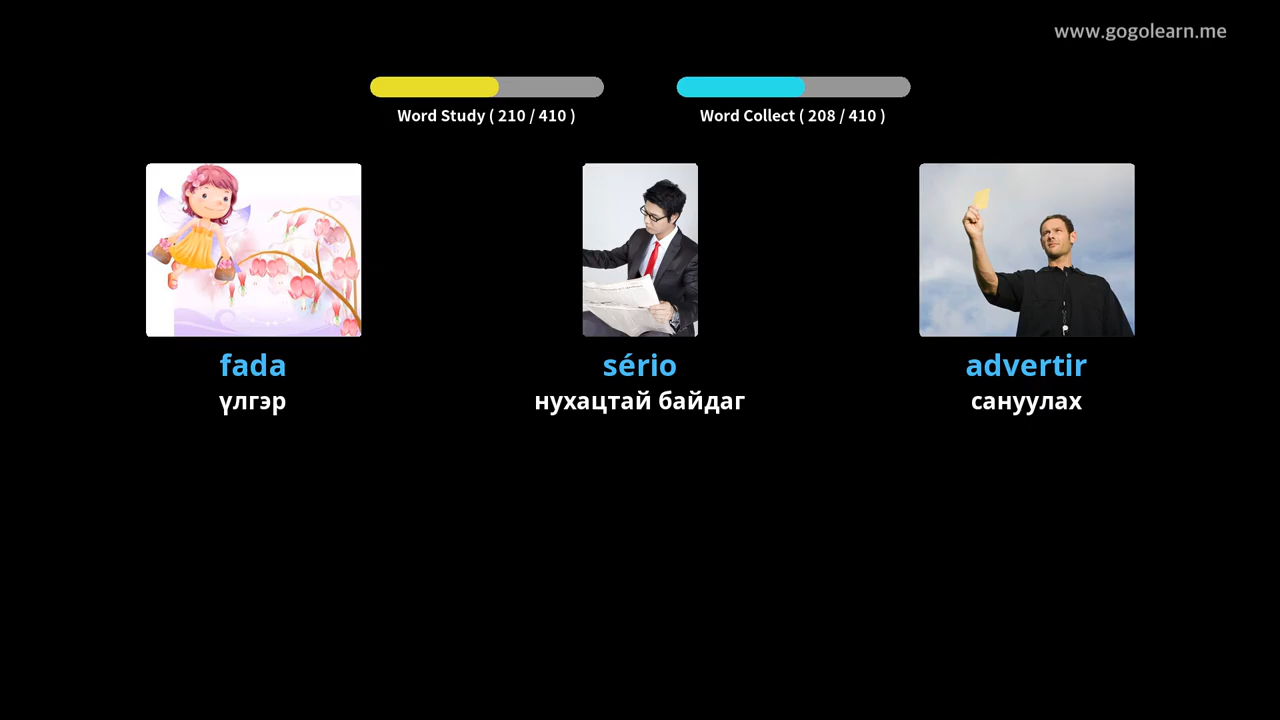 www.gogolearn.me
Word Study ( 210 / 410 )
Word Collect ( 208 / 410 )
fada
үлгэр
sério
нухацтай байдаг
advertir
сануулах